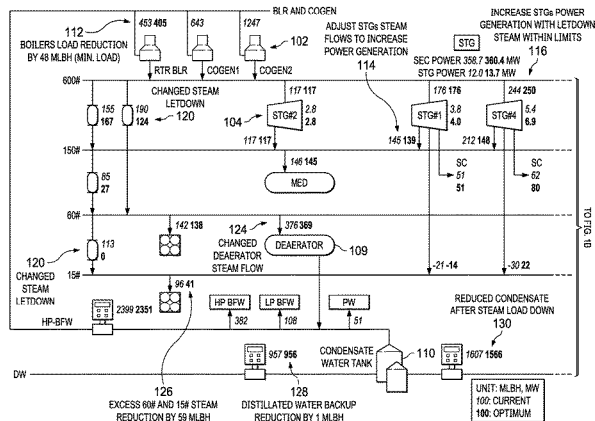 BLR AND COGEN
112
453 405
643
1247
BOILERS LOAD REDUCTION
BY 48 MLBH (MIN. LOAD)
102
RTR BLR
COGEN1
COGEN2
ADJUST STGs STEAM
FLOWS TO INCREASE POWER
GENERATION
114
STG
INCREASE STGs POWER
GENERATION WITH LETDOWN
STEAM WITHIN LIMITS
116
SEC POWER 358.7 360.4 MW
STG POWER 12.0 13.7 MW
600#
CHANGED STEAM
LETDOWN
120
155
167
190
124
104
117 117
STG#2
2.8
2.8
117 117
176 176
STG#1
3.8
4.0
145 139
244 250
STG#4
5.4
6.9
212 148
150#
SC
51
51
SC
62
80
146 145
MED
85
27
60#
142 138
124
CHANGED
DEAERATOR
STEAM FLOW
376 369
DEAERATOR
109
120
CHANGED
STEAM
LETDOWN
113
0
15#
-21 -14
-30 22
TO FIG. 1D
96 41
2399 2351
HP-BFW
HP BFW
382
LP BFW
108
PW
51
REDUCED CONDENSATE
AFTER STEAM LOAD DOWN
130
DW
957 956
CONDENSATE
WATER TANK
110
1607 1566
126
EXCESS 60# AND 15# STEAM
REDUCTION BY 59 MLBH
128
DISTILLATED WATER BACKUP
REDUCTION BY 1 MLBH
UNIT: MLBH, MW
100: CURRENT
100: OPTIMUM